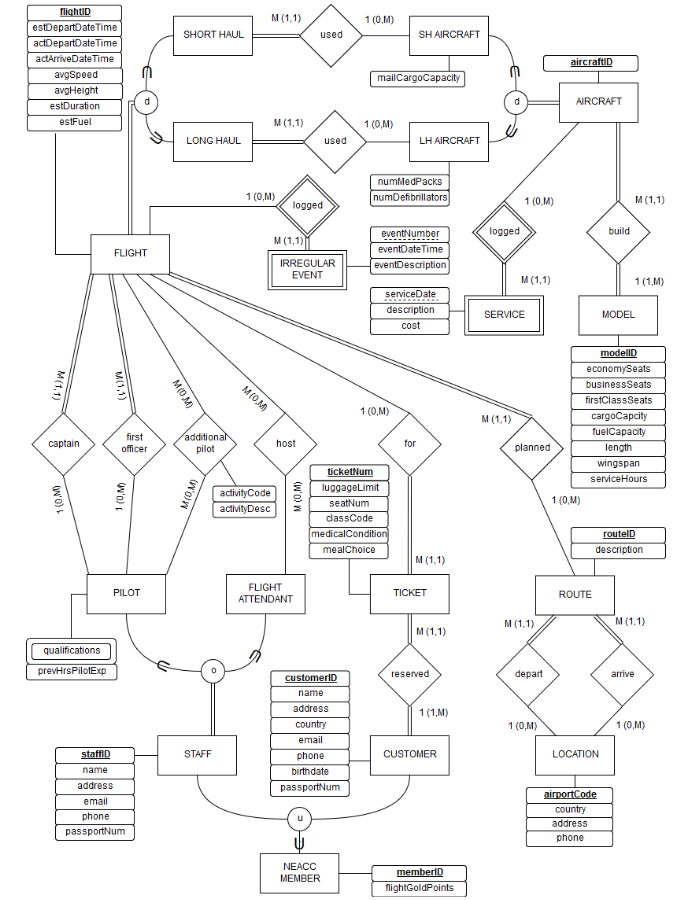 flightID
estDepartDateTime
actDepartDateTime
actArriveDateTime
avgSpeed
avgHeight
estDuration
estFuel
SHORT HAUL
M (1,1)
used
1 (0,M)
SH AIRCRAFT
mailCargoCapacity
d
d
aircraftID
AIRCRAFT
LONG HAUL
M (1,1)
used
1 (0,M)
LH AIRCRAFT
numMedPacks
numDefibrillators
1 (0,M)
logged
M (1,1)
IRREGULAR
EVENT
eventNumber
eventDateTime
eventDescription
FLIGHT
1 (0,M)
logged
M (1,1)
SERVICE
serviceDate
description
cost
M (1,1)
build
1 (1,M)
MODEL
modelID
economySeats
businessSeats
firstClassSeats
cargoCapcity
fuelCapacity
length
wingspan
serviceHours
M (1,1)
captain
1 (0,M)
M (1,1)
first
officer
1 (0,M)
M (0,M)
additional
pilot
M (0,M)
activityCode
activityDesc
M (0,M)
host
M (0,M)
1 (0,M)
for
M (1,1)
M (1,1)
planned
1 (0,M)
ticketNum
luggageLimit
seatNum
classCode
medicalCondition
mealChoice
routeID
description
PILOT
FLIGHT
ATTENDANT
TICKET
ROUTE
qualifications
prevHrsPilotExp
o
M (1,1)
reserved
1 (1,M)
M (1,1)
depart
1 (0,M)
M (1,1)
arrive
1 (0,M)
customerID
name
address
country
email
phone
birthdate
passportNum
staffID
name
address
email
phone
passportNum
STAFF
CUSTOMER
LOCATION
airportCode
country
address
phone
u
NEACC
MEMBER
memberID
flightGoldPoints